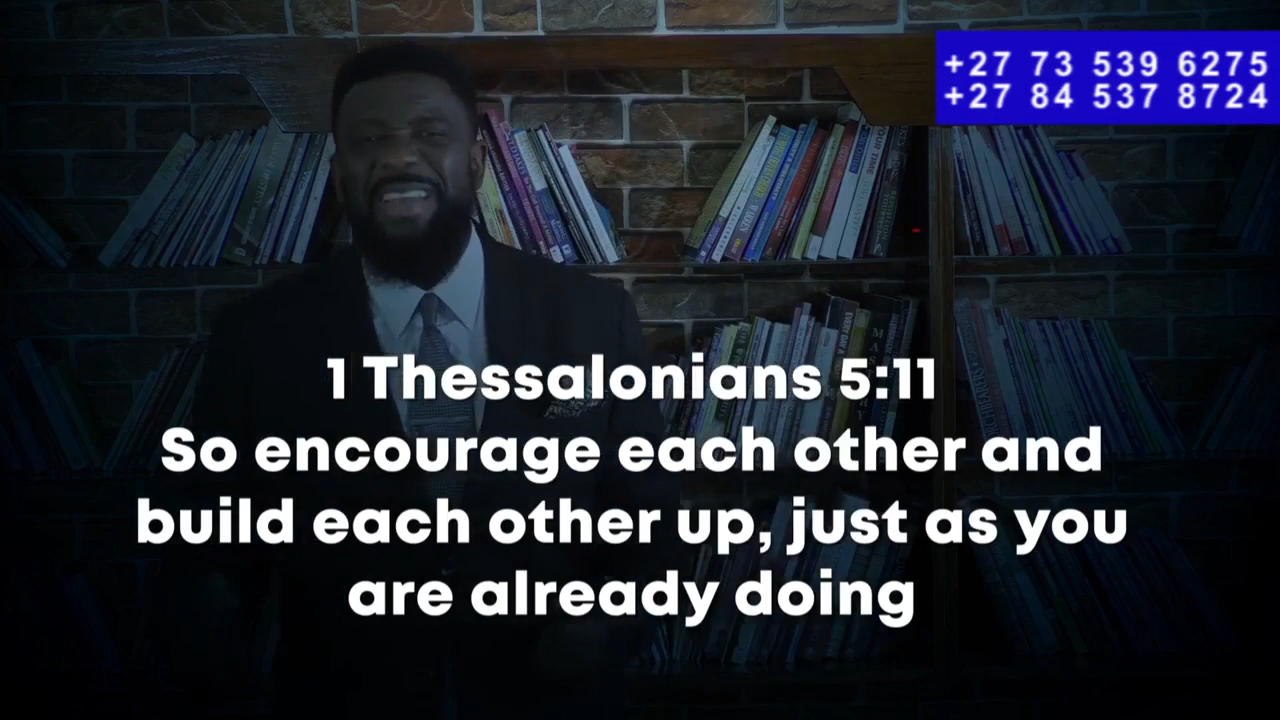 +27 73 539 6275
+27 84 537 8724
1 Thessalonians 5:11
So encourage each other and
build each other up, just as you
are already doing